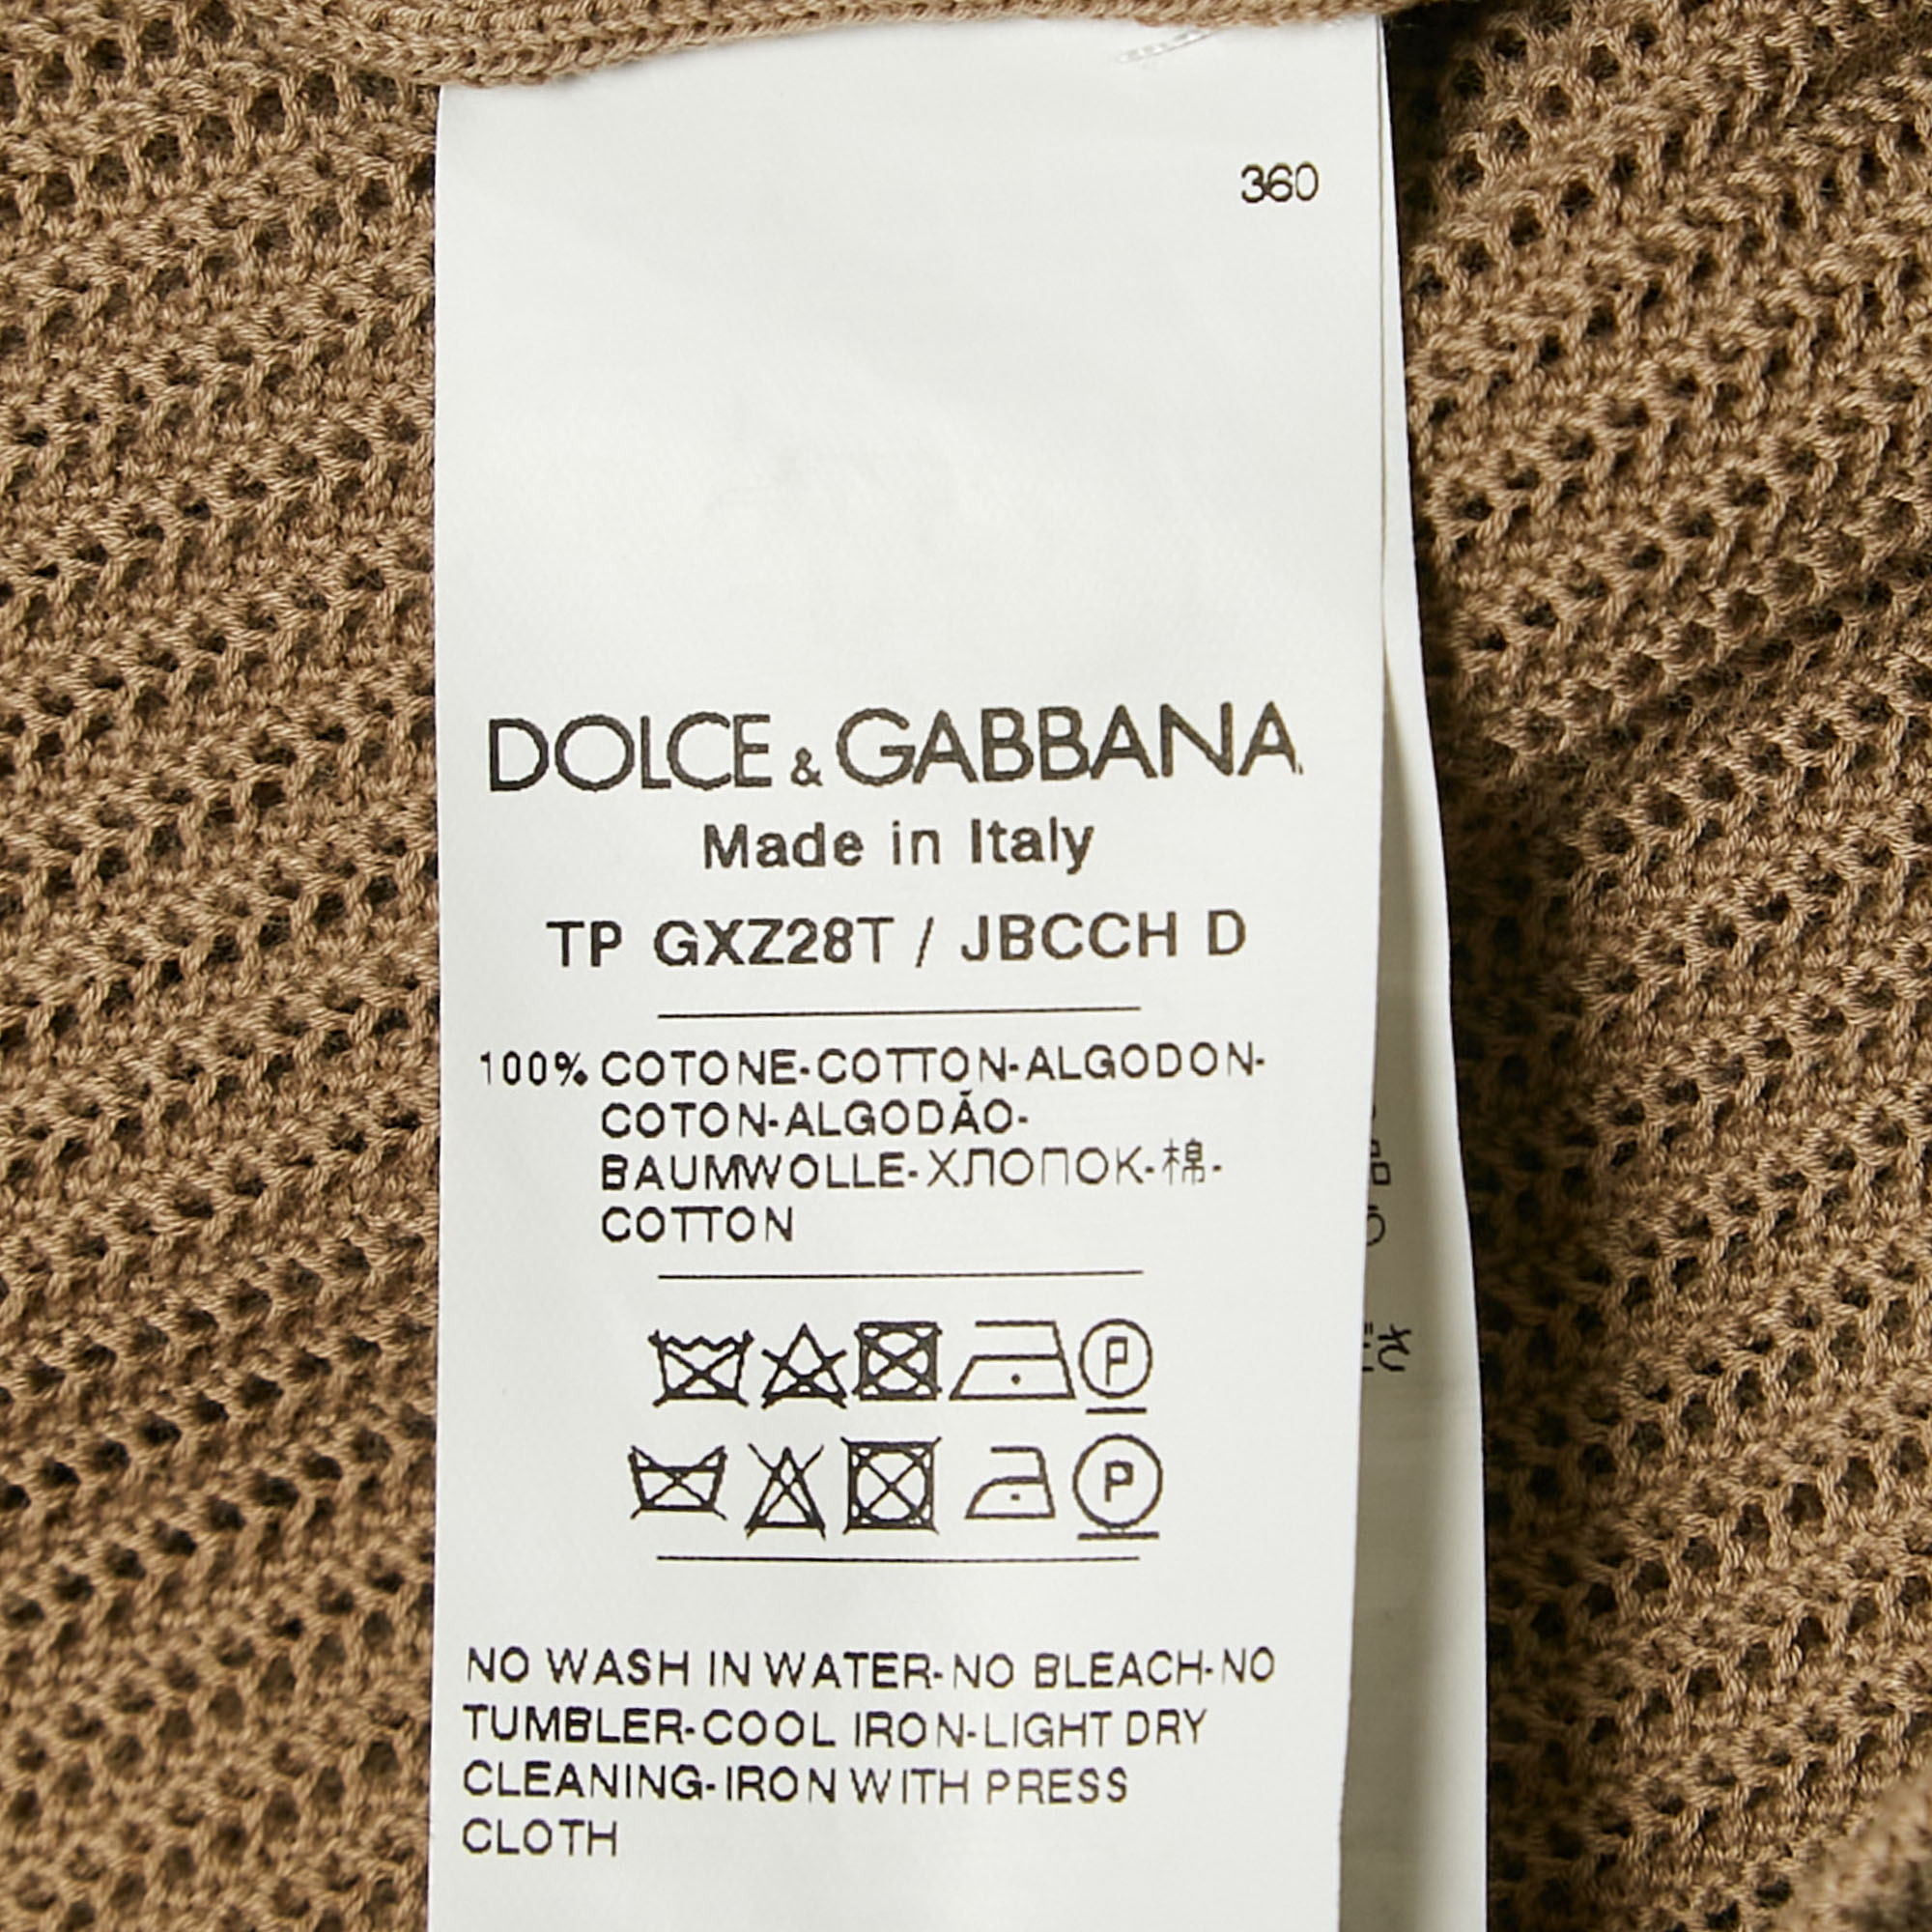 360
DOLCE & GABBANA
Made in Italy
TP GXZ28T / JBCCH D
100% COTONE-COTTON-ALGODON-
COTON-ALGODÃO-
BAUMWOLLE-ХЛОПОК-棉-
COTTON
P
P
NO WASH IN WATER-NO BLEACH-NO
TUMBLER-COOL IRON-LIGHT DRY
CLEANING-IRON WITH PRESS
CLOTH